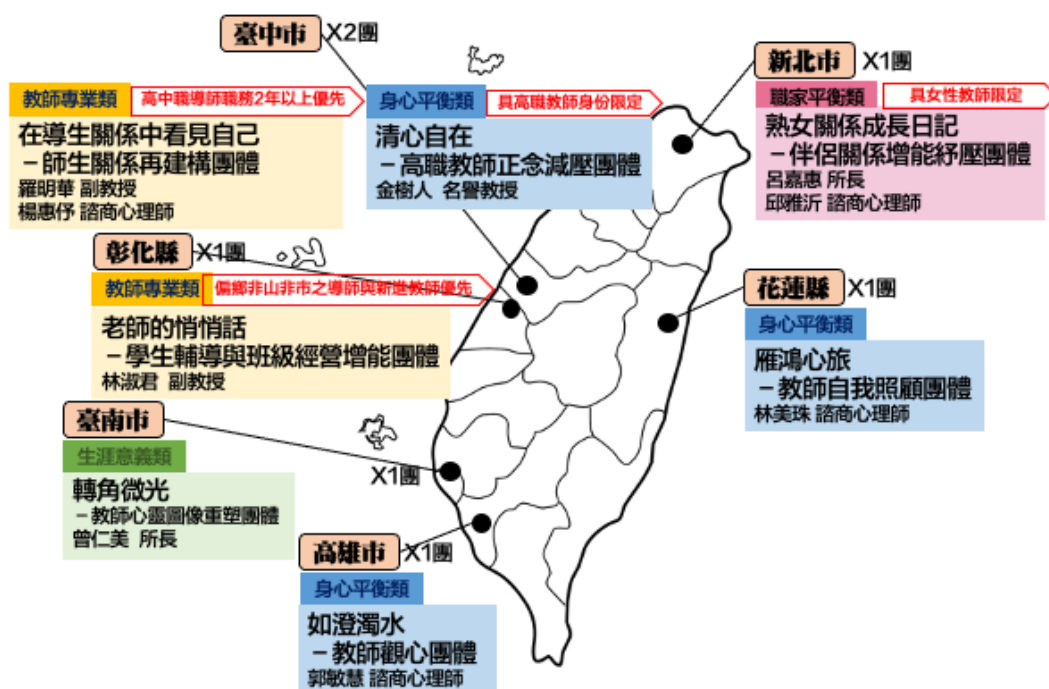 臺中市 X2團
教師專業類 高中職導師職務2年以上優先
在導生關係中看見自己
–師生關係再建構團體
羅明華 副教授
楊惠伃 諮商心理師
身心平衡類 具高職教師身份限定
清心自在
–高職教師正念減壓團體
金樹人 名譽教授
新北市 X1團
職家平衡類 具女性教師限定
熟女關係成長日記
–伴侶關係增能紓壓團體
呂嘉惠 所長
邱雅沂 諮商心理師
彰化縣 X1團
教師專業類 偏鄉非山非市之導師與新進教師優先
老師的悄悄話
–學生輔導與班級經營增能團體
林淑君 副教授
花蓮縣 X1團
身心平衡類
雁鴻心旅
–教師自我照顧團體
林美珠 諮商心理師
臺南市 X1團
生涯意義類
轉角微光
–教師心靈圖像重塑團體
曾仁美 所長
高雄市 X1團
身心平衡類
如澄濁水
–教師觀心團體
郭敏慧 諮商心理師